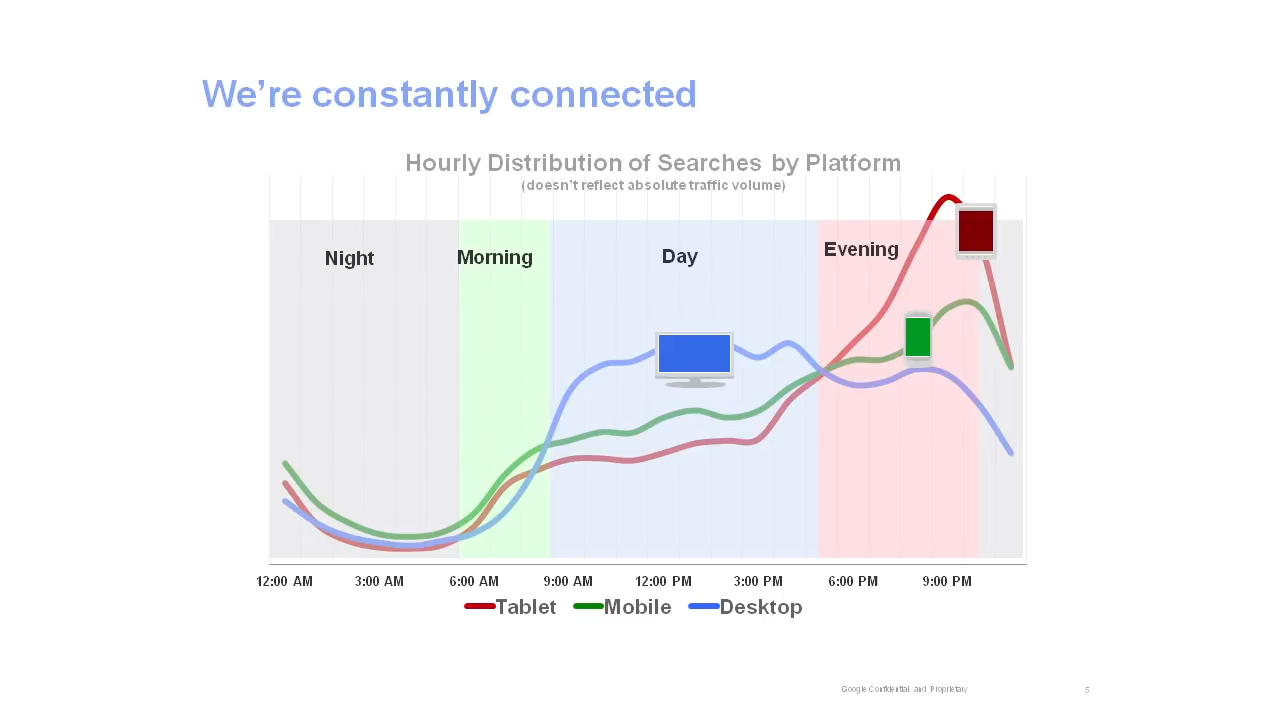 We’re constantly connected
Hourly Distribution of Searches by Platform
(doesn’t reflect absolute traffic volume)
Night
Morning
Day
Evening
12:00 AM 3:00 AM 6:00 AM 9:00 AM 12:00 PM 3:00 PM 6:00 PM 9:00 PM
Tablet Mobile Desktop
Google Confidential and Proprietary 5